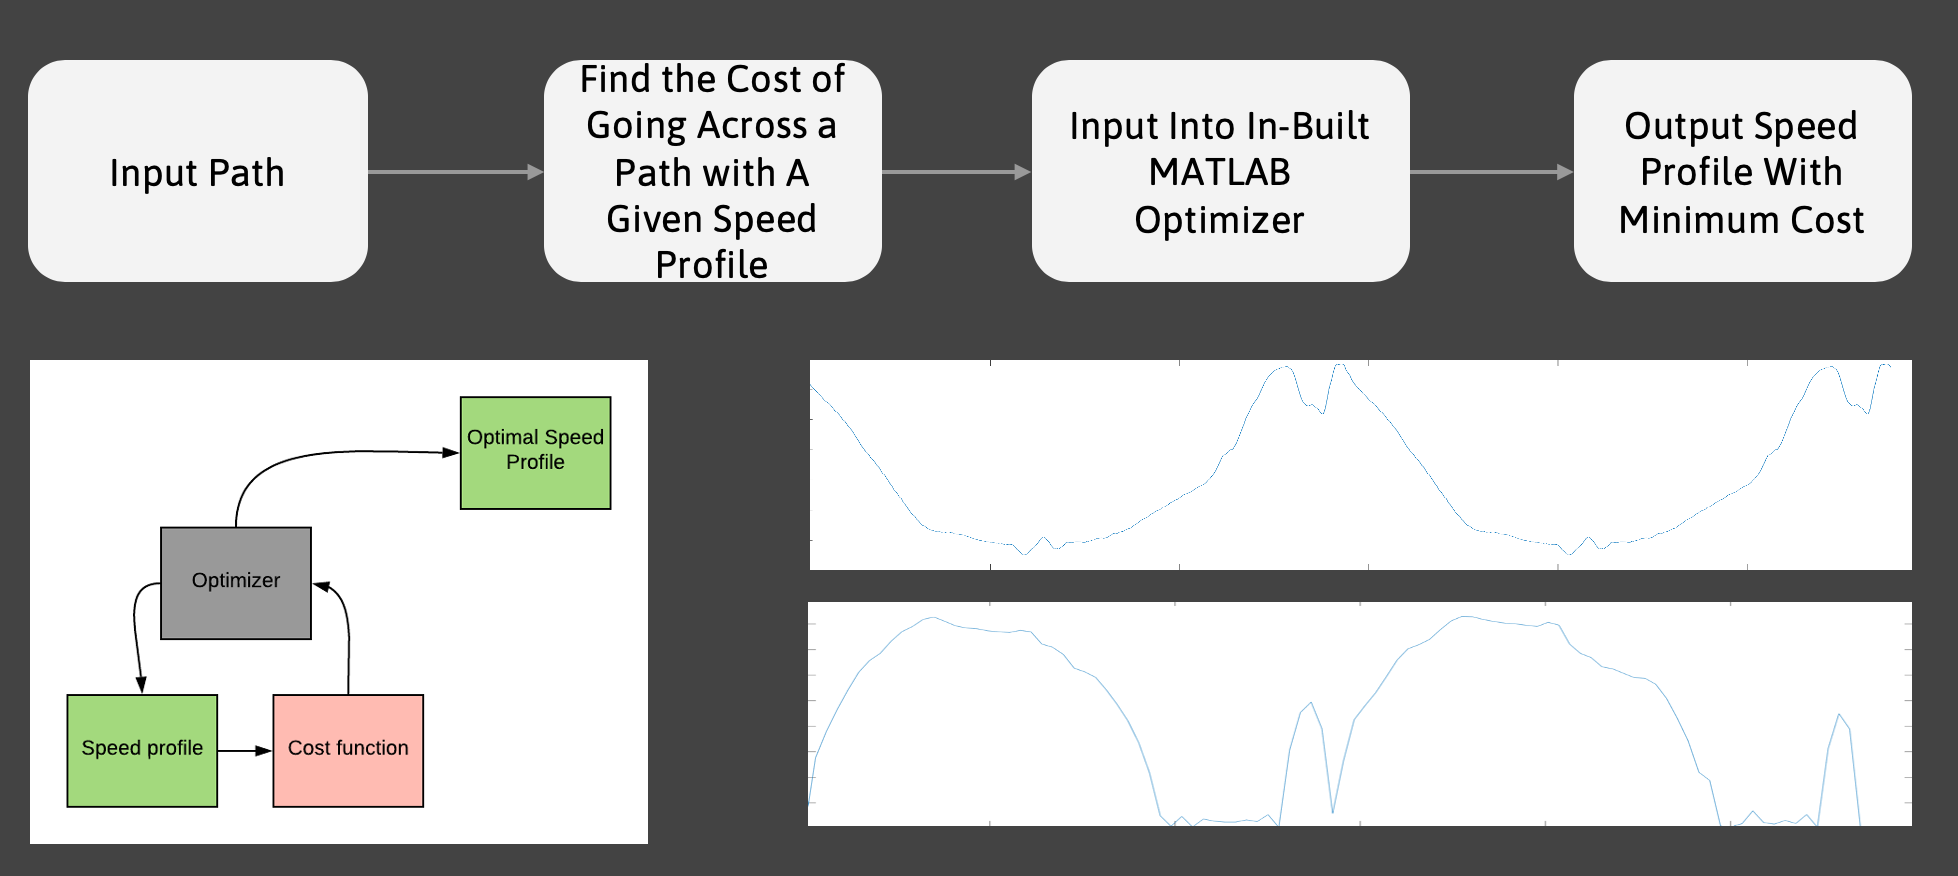 Input Path
Find the Cost of
Going Across a
Path with A
Given Speed
Profile
Input Into In-Built
MATLAB
Optimizer
Output Speed
Profile With
Minimum Cost
Optimal Speed
Profile
Optimizer
Speed profile
Cost function